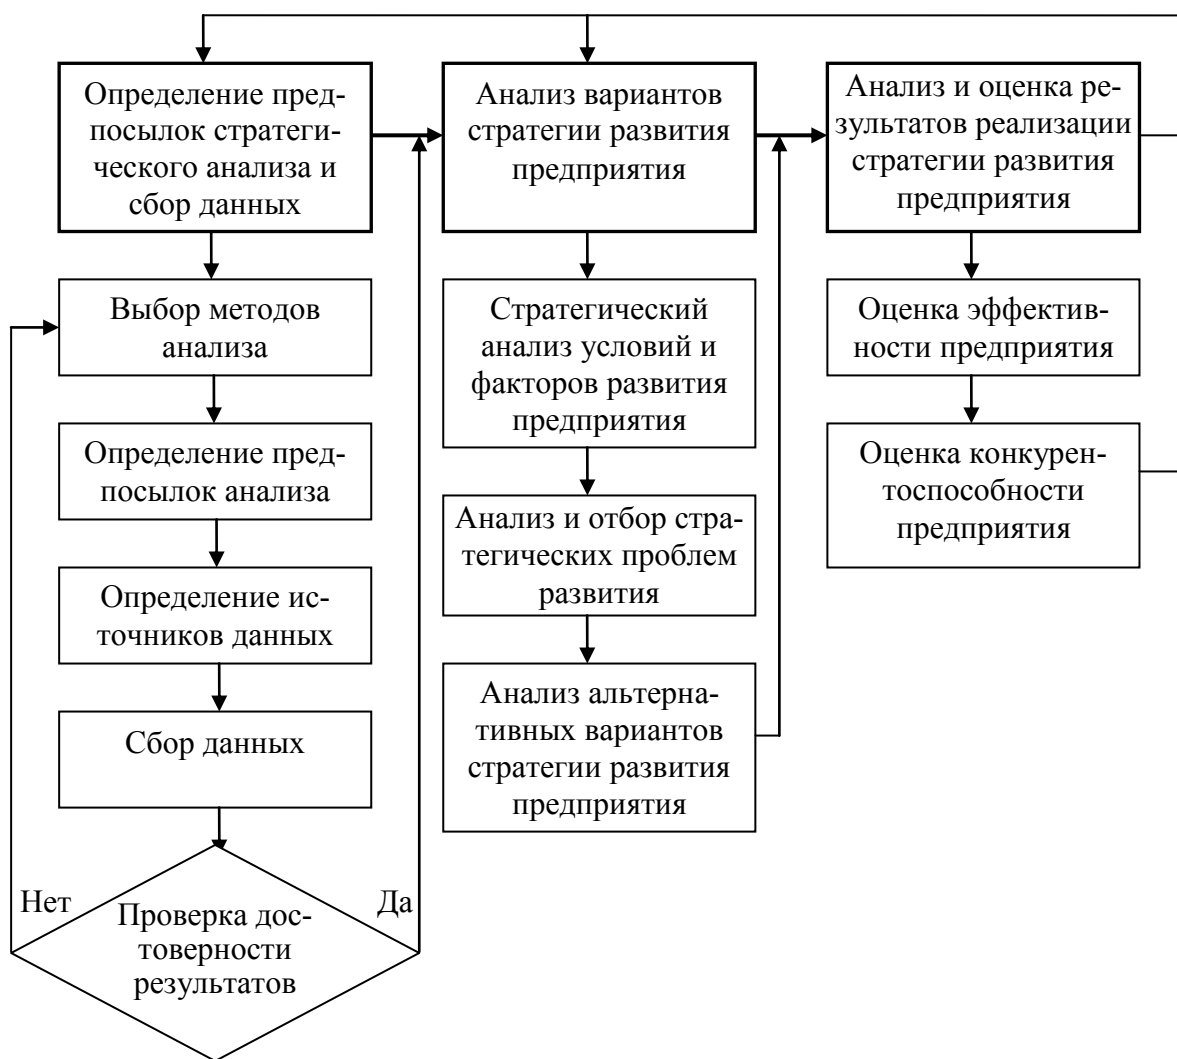 Определение пред-
посылок стратеги-
ческого анализа и
сбор данных
Выбор методов
анализа
Определение пред-
посылок анализа
Определение ис-
точников данных
Сбор данных
Нет
Да
Проверка дос-
товерности
результатов
Анализ вариантов
стратегии развития
предприятия
Стратегический
анализ условий и
факторов развития
предприятия
Анализ и отбор стра-
тегических проблем
развития
Анализ альтерна-
тивных вариантов
стратегии развития
предприятия
Анализ и оценка ре-
зультатов реализации
стратегии развития
предприятия
Оценка эффектив-
ности предприятия
Оценка конкурен-
тоспособности
предприятия